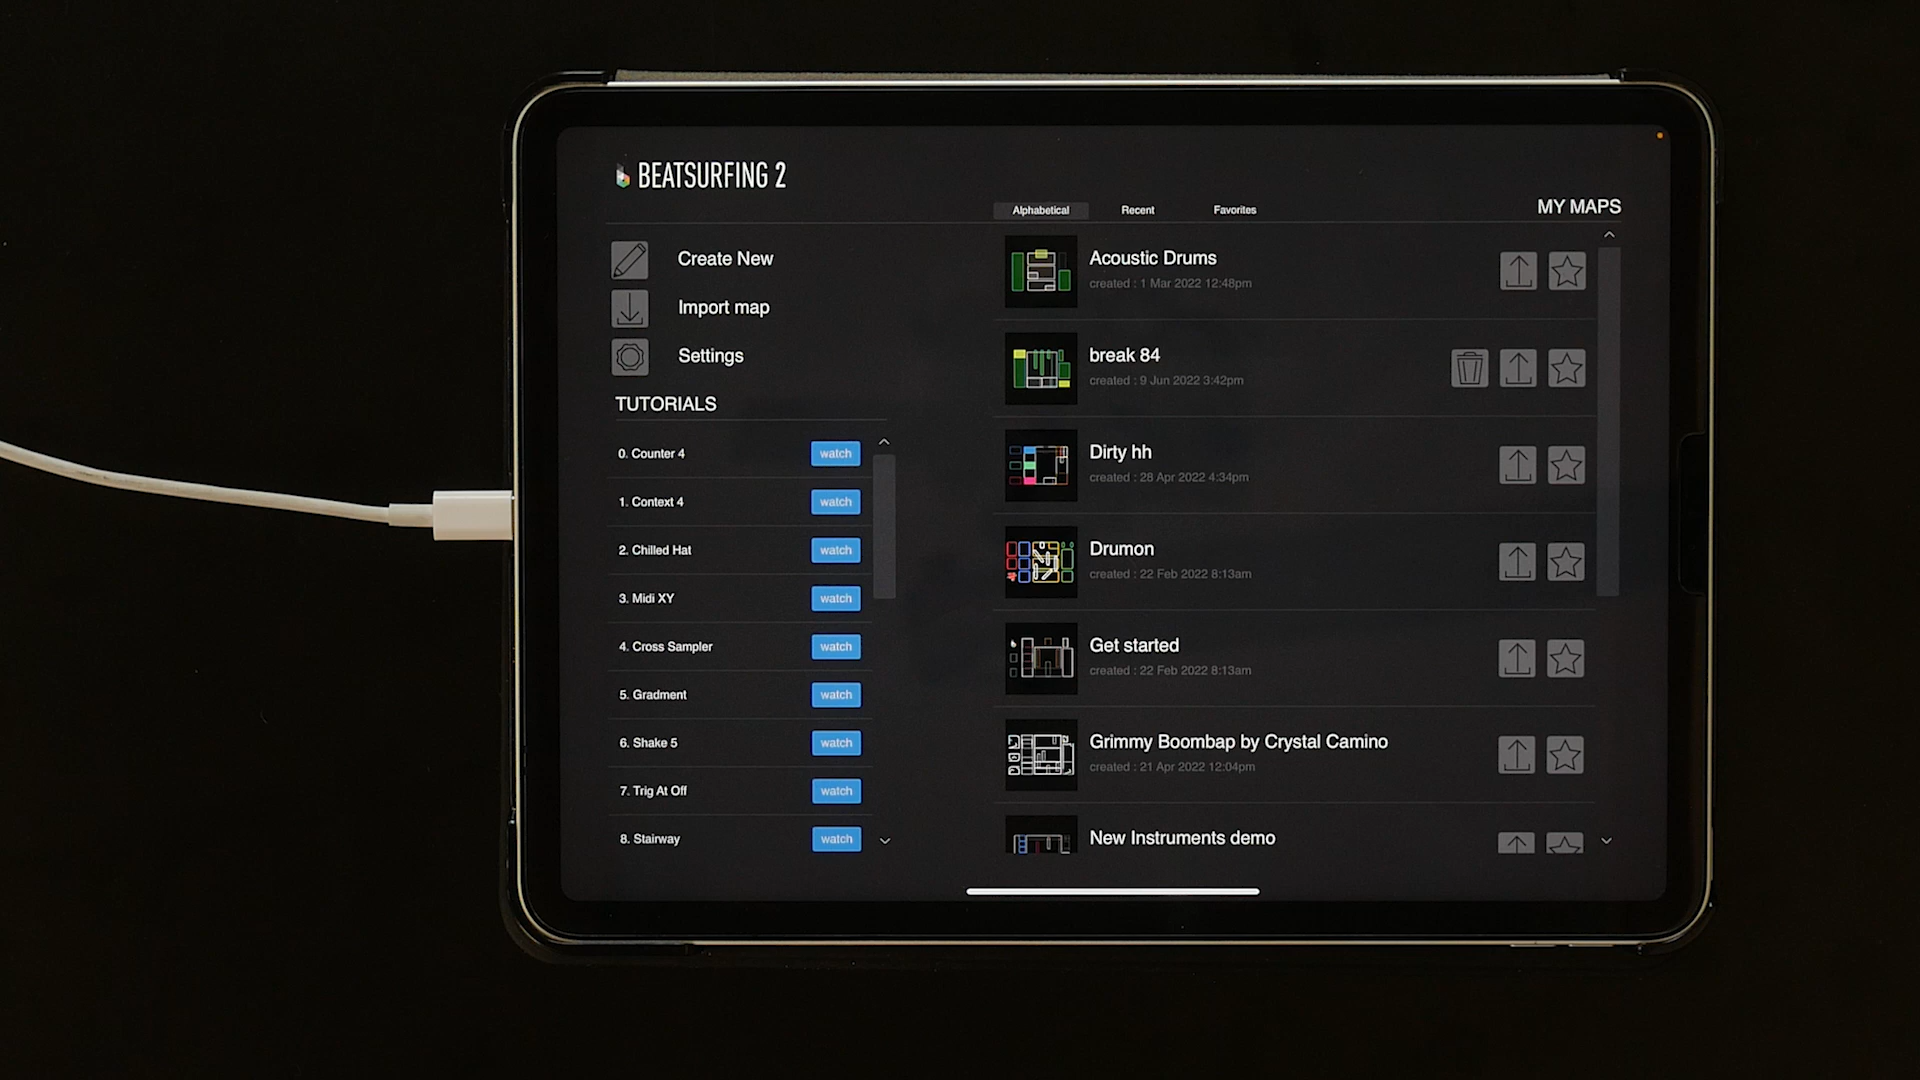 BEATSURFING 2
Create New
Import map
Settings
TUTORIALS
0. Counter 4 watch
1. Context 4 watch
2. Chilled Hat watch
3. Midi XY watch
4. Cross Sampler watch
5. Gradment watch
6. Shake 5 watch
7. Trig At Off watch
8. Stairway watch
Alphabetical Recent Favorites MY MAPS
Acoustic Drums
created : 1 Mar 2022 12:48pm
break 84
created : 9 Jun 2022 3:42pm
Dirty hh
created : 28 Apr 2022 4:34pm
Drumon
created : 22 Feb 2022 8:13am
Get started
created : 22 Feb 2022 8:13am
Grimmy Boombap by Crystal Camino
created : 21 Apr 2022 12:04pm
New Instruments demo